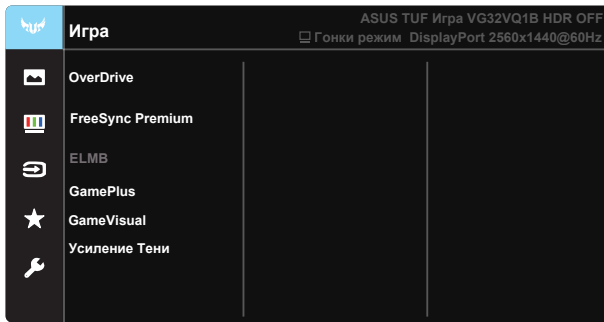 Игра
ASUS TUF Игра VG32VQ1B HDR OFF
Гонки режим DisplayPort 2560x1440@60Hz
OverDrive
FreeSync Premium
ELMB
GamePlus
GameVisual
Усиление Тени